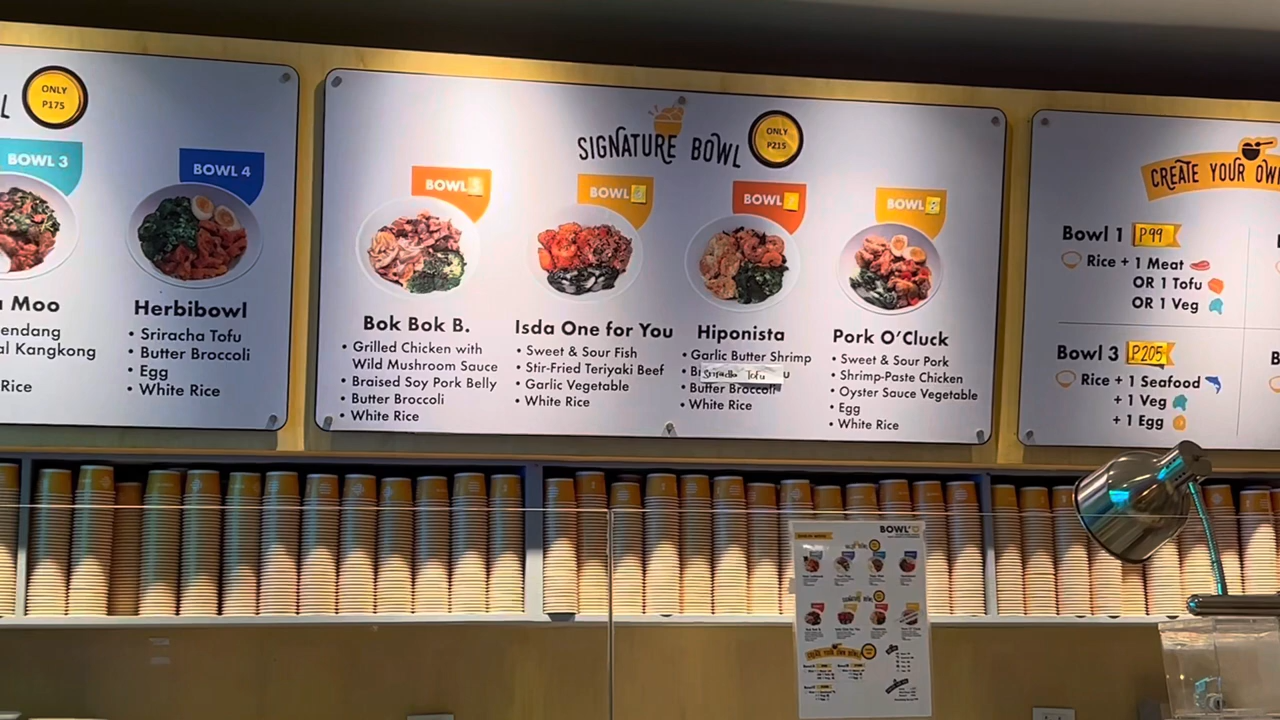 ONLY
P175
BOWL 3
BOWL 4
Moo
Kangkong
Rice
Herbibowl
• Sriracha Tofu
• Butter Broccoli
• Egg
• White Rice
SIGNATURE BOWL
ONLY
P215
BOWL
BOWL
BOWL
BOWL
Bok Bok B.
• Grilled Chicken with
Wild Mushroom Sauce
• Braised Soy Pork Belly
• Butter Broccoli
• White Rice
Isda One for You
• Sweet & Sour Fish
• Stir-Fried Teriyaki Beef
• Garlic Vegetable
• White Rice
Hiponista
• Garlic Butter Shrimp
• Sriracha Tofu
• Butter Broccoli
• White Rice
Pork O'Cluck
• Sweet & Sour Pork
• Shrimp-Paste Chicken
• Oyster Sauce Vegetable
• Egg
• White Rice
CREATE YOUR OWN
Bowl 1 P99
Rice + 1 Meat
OR 1 Tofu
OR 1 Veg
Bowl 3 P205
Rice + 1 Seafood
+ 1 Veg
+ 1 Egg
BOWL'D